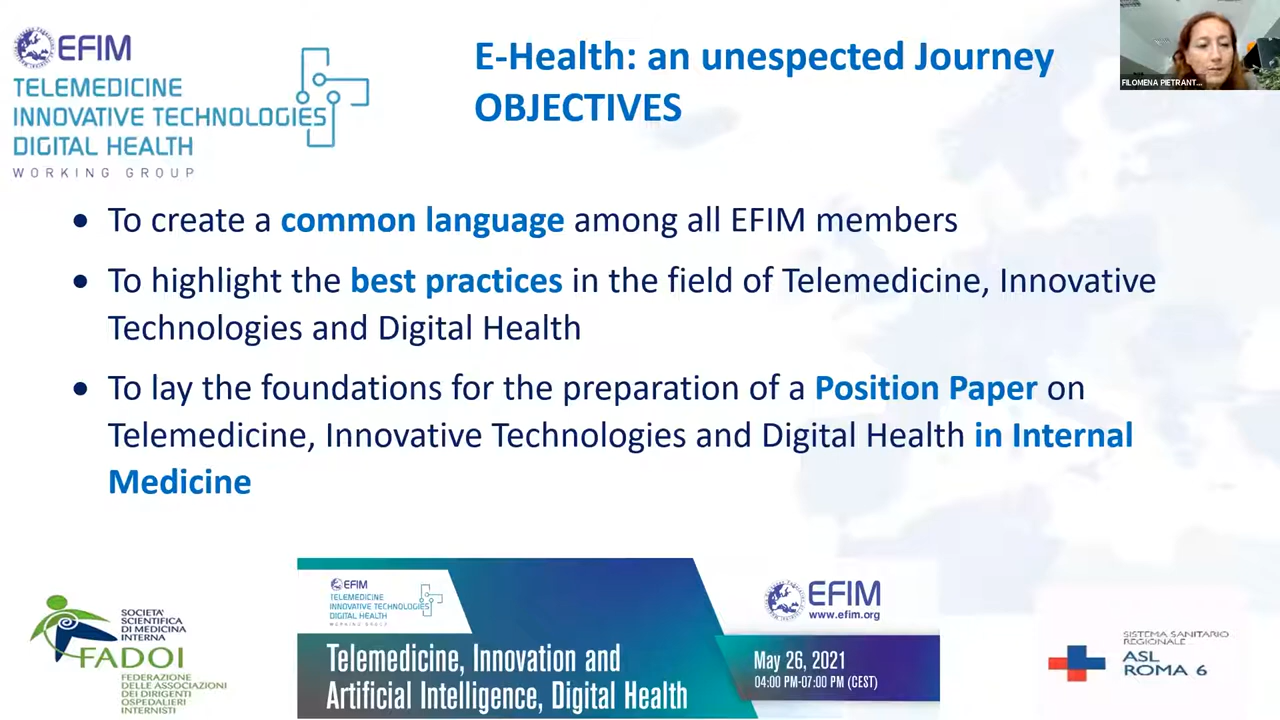 EFIM
TELEMEDICINE
INNOVATIVE TECHNOLOGIES
DIGITAL HEALTH
WORKING GROUP
E-Health: an unespected Journey
OBJECTIVES
FILOMENA PIETRANT...
• To create a common language among all EFIM members
• To highlight the best practices in the field of Telemedicine, Innovative
Technologies and Digital Health
• To lay the foundations for the preparation of a Position Paper on
Telemedicine, Innovative Technologies and Digital Health in Internal
Medicine
SOCIETA'
SCIENTIFICA
DI MEDICINA
INTERNA
FADOI
FEDERAZIONE
DELLE ASSOCIAZIONI
DEI DIRIGENTI
OSPEDALIERI
INTERNISTI
EFIM
TELEMEDICINE
INNOVATIVE TECHNOLOGIES
DIGITAL HEALTH
WORKING GROUP
EFIM
www.efim.org
Telemedicine, Innovation and
Artificial Intelligence, Digital Health
May 26, 2021
04:00 PM-07:00 PM (CEST)
SISTEMA SANITARIO
REGIONALE
ASL
ROMA 6